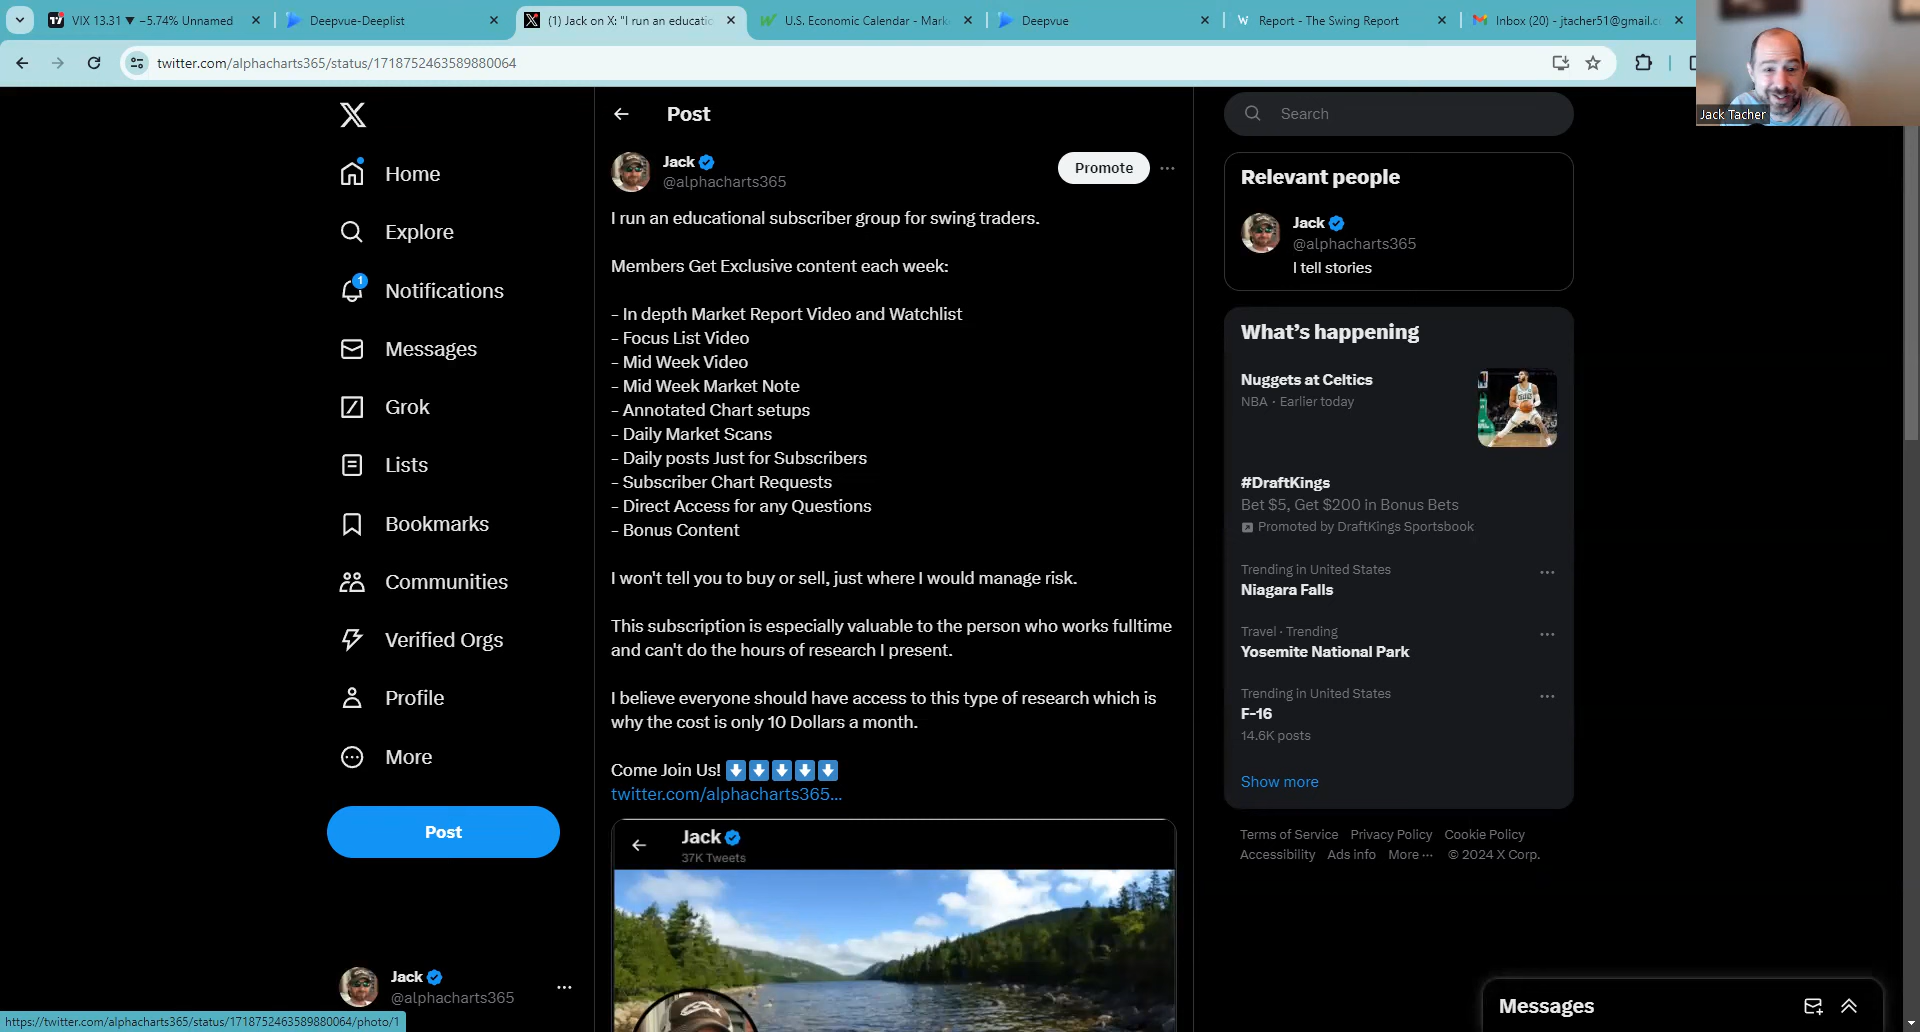 VIX 13.31 ▼ −5.74% Unnamed
Deepvue-Deeplist
(1) Jack on X: "I run an educatio
U.S. Economic Calendar - Mark
Deepvue
Report - The Swing Report
Inbox (20) - jtacher51@gmail.c
twitter.com/alphacharts365/status/1718752463589880064
Jack Tacher
Home
Explore
1
Notifications
Messages
Grok
Lists
Bookmarks
Communities
Verified Orgs
Profile
More
Post
Jack
@alphacharts365
https://twitter.com/alphacharts365/status/1718752463589880064/photo/1
Post
Jack
@alphacharts365
Promote
I run an educational subscriber group for swing traders.
Members Get Exclusive content each week:
- In depth Market Report Video and Watchlist
- Focus List Video
- Mid Week Video
- Mid Week Market Note
- Annotated Chart setups
- Daily Market Scans
- Daily posts Just for Subscribers
- Subscriber Chart Requests
- Direct Access for any Questions
- Bonus Content
I won't tell you to buy or sell, just where I would manage risk.
This subscription is especially valuable to the person who works fulltime
and can't do the hours of research I present.
I believe everyone should have access to this type of research which is
why the cost is only 10 Dollars a month.
Come Join Us! ⬇️⬇️⬇️⬇️⬇️
twitter.com/alphacharts365...
Jack
37K Tweets
Search
Relevant people
Jack
@alphacharts365
I tell stories
What's happening
Nuggets at Celtics
NBA · Earlier today
#DraftKings
Bet $5, Get $200 in Bonus Bets
Promoted by DraftKings Sportsbook
Trending in United States
Niagara Falls
Travel · Trending
Yosemite National Park
Trending in United States
F-16
14.6K posts
Show more
Terms of Service Privacy Policy Cookie Policy
Accessibility Ads info More ··· © 2024 X Corp.
Messages